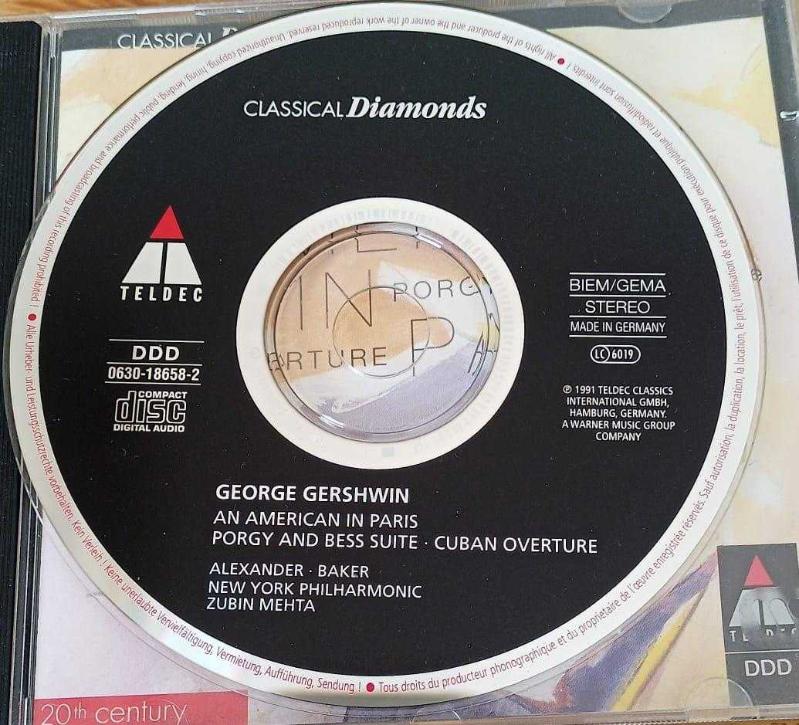 CLASSICAL
CLASSICAL Diamonds
TELDEC
DDD
0630-18658-2
COMPACT
disc
DIGITAL AUDIO
BIEM/GEMA
STEREO
MADE IN GERMANY
LC 6019
℗ 1991 TELDEC CLASSICS
INTERNATIONAL GMBH,
HAMBURG, GERMANY.
A WARNER MUSIC GROUP
COMPANY
IN PORG
ERTURE P
GEORGE GERSHWIN
AN AMERICAN IN PARIS
PORGY AND BESS SUITE · CUBAN OVERTURE
ALEXANDER · BAKER
NEW YORK PHILHARMONIC
ZUBIN MEHTA
● All rights of the producer and of the owner of the work reproduced reserved. Unauthorized copying, hiring, lending, public performance and broadcasting of this recording prohibited !
● Alle Urheber- und Leistungsschutzrechte vorbehalten. Kein Verleih ! Keine unerlaubte Vervielfältigung, Vermietung, Aufführung, Sendung !
● Tous droits du producteur phonographique et du propriétaire de l'œuvre enregistrée réservés. Sauf autorisation, la duplication, la location, le prêt, l'utilisation de ce disque pour exécution publique et radiodiffusion sont interdits !
TELDEC
DDD
20th century